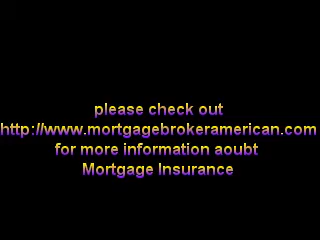 please check out
http://www.mortgagebrokeramerican.com
for more information aoubt
Mortgage Insurance